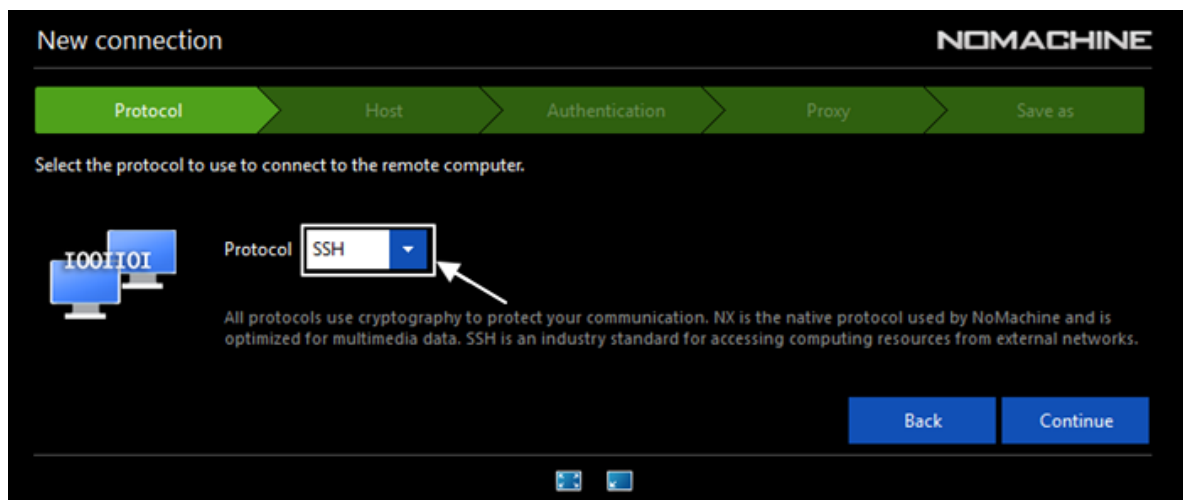 New connection
NOMACHINE
Protocol
Host
Authentication
Proxy
Save as
Select the protocol to use to connect to the remote computer.
IOOIIOI
Protocol
SSH
All protocols use cryptography to protect your communication. NX is the native protocol used by NoMachine and is
optimized for multimedia data. SSH is an industry standard for accessing computing resources from external networks.
Back
Continue